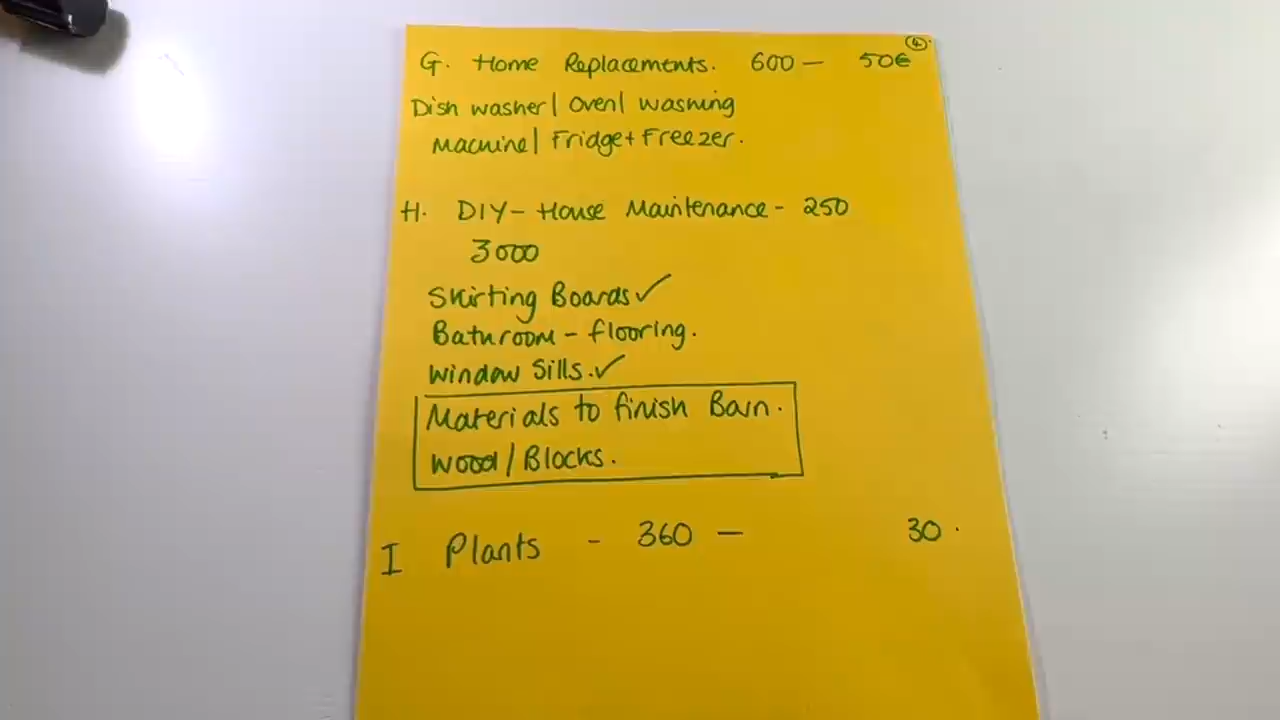 4.
G. Home Replacements. 600 — 50€
Dish washer| Oven| washing
Machine| Fridge + Freezer.
H. DIY - House Maintenance - 250
3000
Skirting Boards ✓
Bathroom - flooring.
Window Sills. ✓
Materials to finish Barn.
Wood / Blocks.
I Plants - 360 — 30.